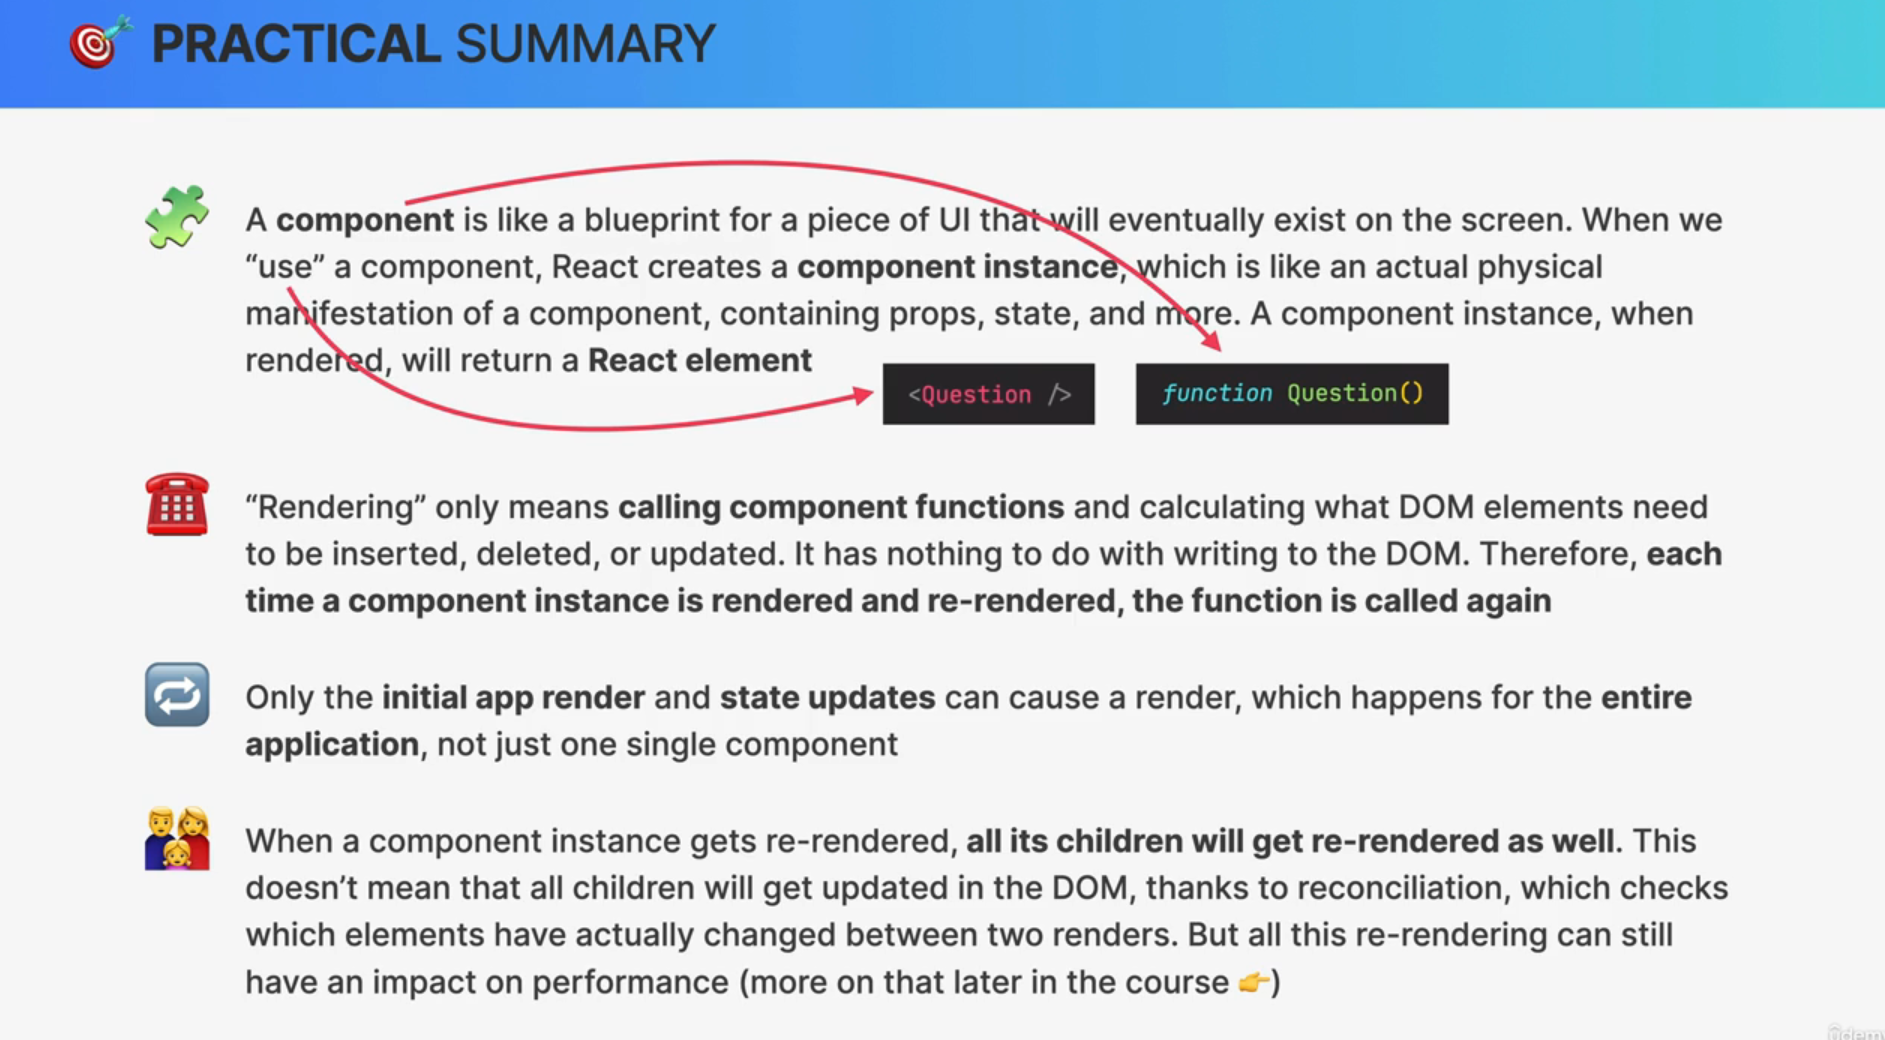 PRACTICAL SUMMARY
A component is like a blueprint for a piece of UI that will eventually exist on the screen. When we
“use” a component, React creates a component instance, which is like an actual physical
manifestation of a component, containing props, state, and more. A component instance, when
rendered, will return a React element
<Question />
function Question()
“Rendering” only means calling component functions and calculating what DOM elements need
to be inserted, deleted, or updated. It has nothing to do with writing to the DOM. Therefore, each
time a component instance is rendered and re-rendered, the function is called again
Only the initial app render and state updates can cause a render, which happens for the entire
application, not just one single component
When a component instance gets re-rendered, all its children will get re-rendered as well. This
doesn’t mean that all children will get updated in the DOM, thanks to reconciliation, which checks
which elements have actually changed between two renders. But all this re-rendering can still
have an impact on performance (more on that later in the course 👉)
ûdemy